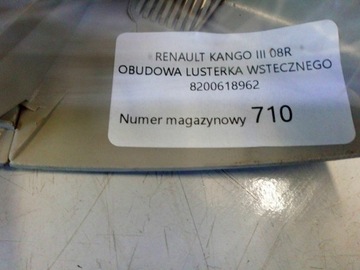 RENAULT KANGO III 08R
OBUDOWA LUSTERKA WSTECZNEGO
8200618962
Numer magazynowy 710